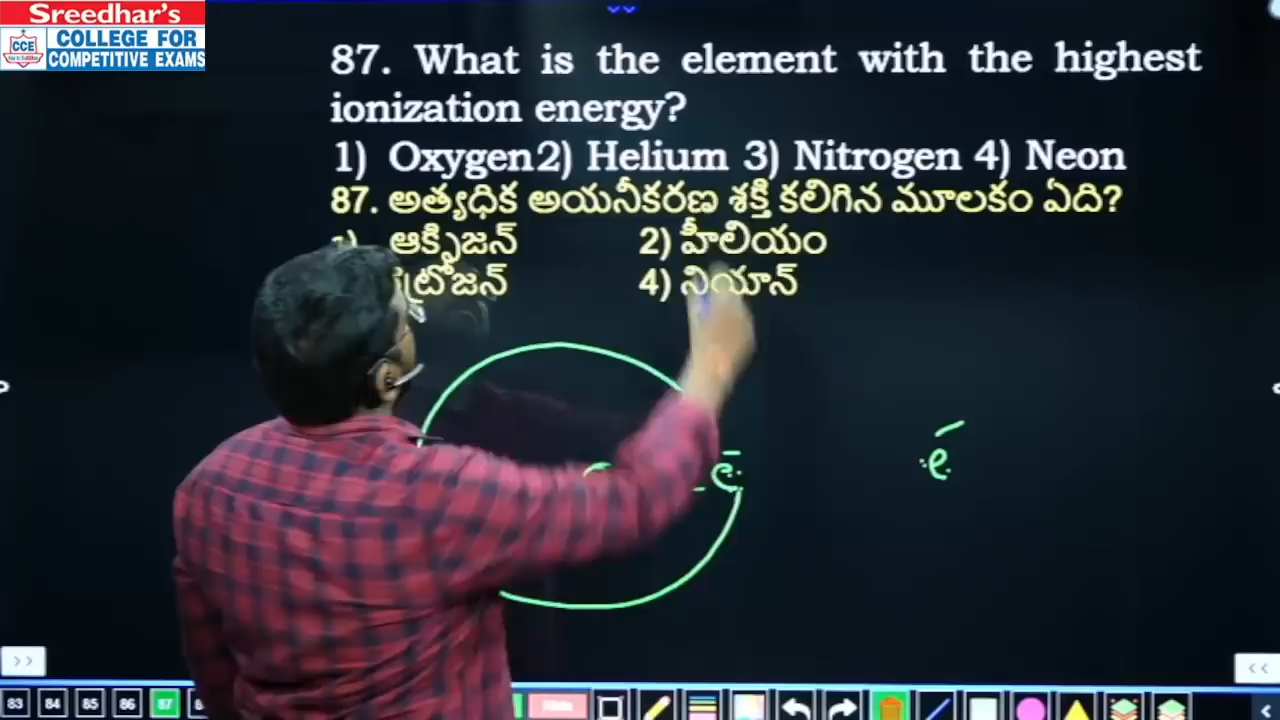 Sreedhar's
CCE
COLLEGE FOR
COMPETITIVE EXAMS
87. What is the element with the highest
ionization energy?
1) Oxygen 2) Helium 3) Nitrogen 4) Neon
87. అత్యధిక అయనీకరణ శక్తి కలిగిన మూలకం ఏది?
ఆక్సిజన్ 2) హీలియం
4) నియాన్
e e
83 84 85 86 87